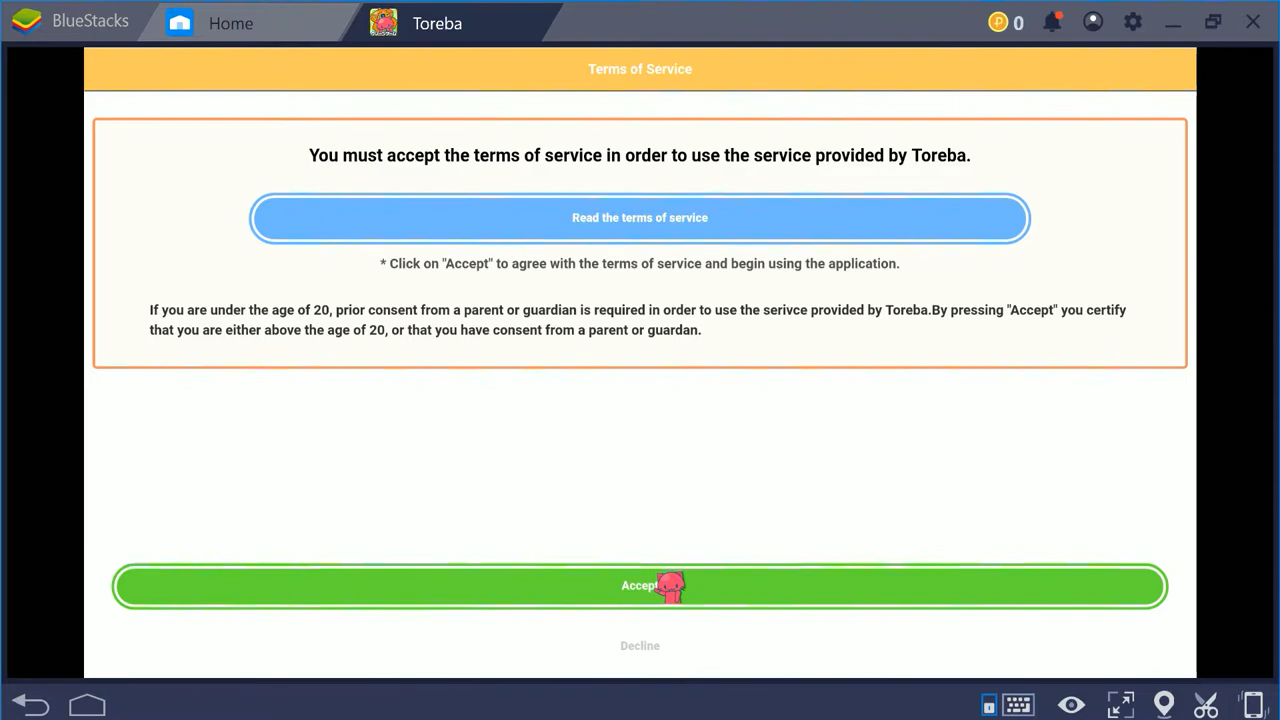 BlueStacks
Home
Toreba
0
Terms of Service
You must accept the terms of service in order to use the service provided by Toreba.
Read the terms of service
* Click on "Accept" to agree with the terms of service and begin using the application.
If you are under the age of 20, prior consent from a parent or guardian is required in order to use the serivce provided by Toreba.By pressing "Accept" you certify
that you are either above the age of 20, or that you have consent from a parent or guardan.
Accept
Decline